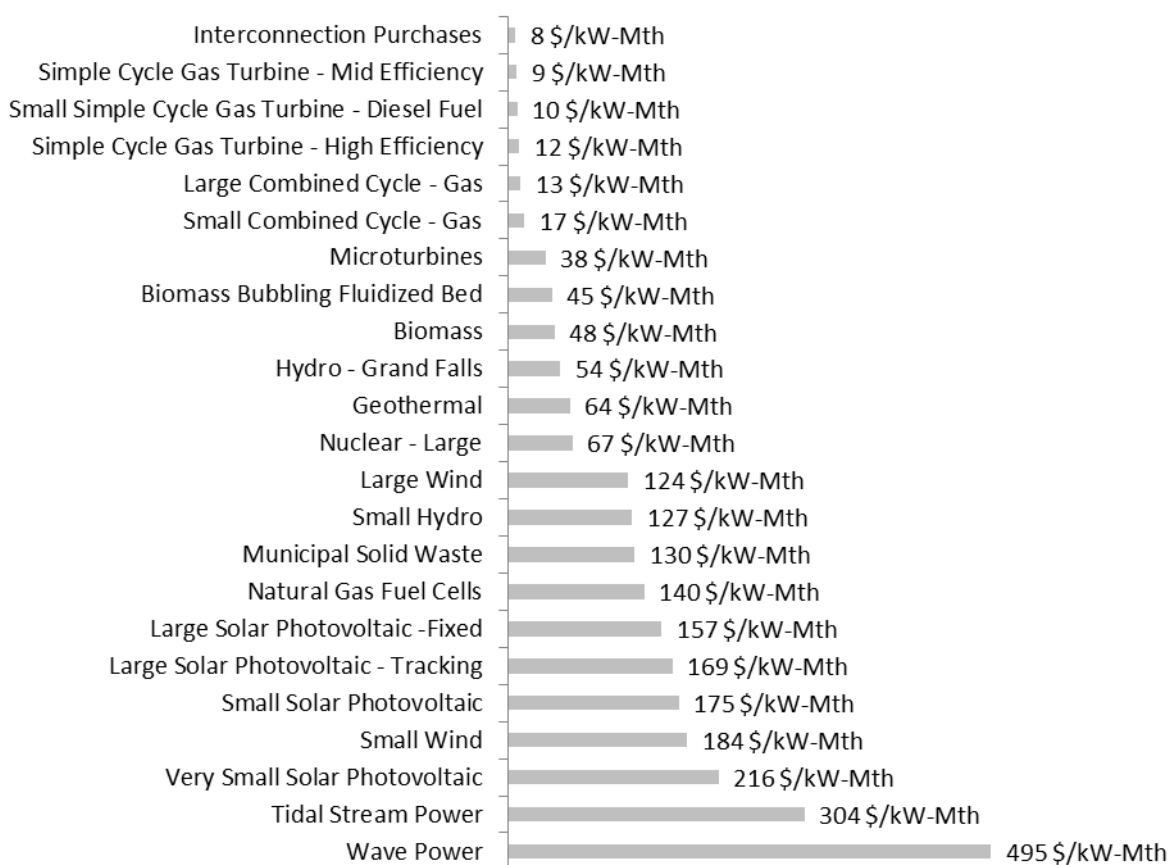 Interconnection Purchases 8 $/kW-Mth
Simple Cycle Gas Turbine - Mid Efficiency 9 $/kW-Mth
Small Simple Cycle Gas Turbine - Diesel Fuel 10 $/kW-Mth
Simple Cycle Gas Turbine - High Efficiency 12 $/kW-Mth
Large Combined Cycle - Gas 13 $/kW-Mth
Small Combined Cycle - Gas 17 $/kW-Mth
Microturbines 38 $/kW-Mth
Biomass Bubbling Fluidized Bed 45 $/kW-Mth
Biomass 48 $/kW-Mth
Hydro - Grand Falls 54 $/kW-Mth
Geothermal 64 $/kW-Mth
Nuclear - Large 67 $/kW-Mth
Large Wind 124 $/kW-Mth
Small Hydro 127 $/kW-Mth
Municipal Solid Waste 130 $/kW-Mth
Natural Gas Fuel Cells 140 $/kW-Mth
Large Solar Photovoltaic -Fixed 157 $/kW-Mth
Large Solar Photovoltaic - Tracking 169 $/kW-Mth
Small Solar Photovoltaic 175 $/kW-Mth
Small Wind 184 $/kW-Mth
Very Small Solar Photovoltaic 216 $/kW-Mth
Tidal Stream Power 304 $/kW-Mth
Wave Power 495 $/kW-Mth